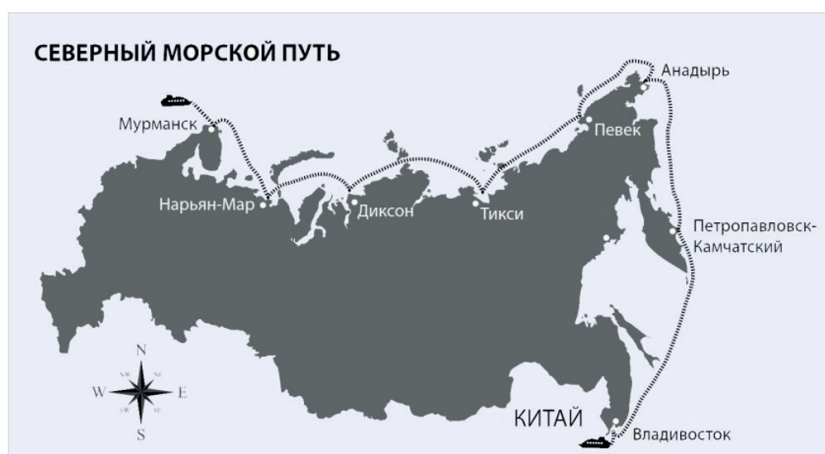 СЕВЕРНЫЙ МОРСКОЙ ПУТЬ
Анадырь
Мурманск
Певек
Нарьян-Мар
Диксон
Тикси
Петропавловск-
Камчатский
N
W
E
S
КИТАЙ
Владивосток